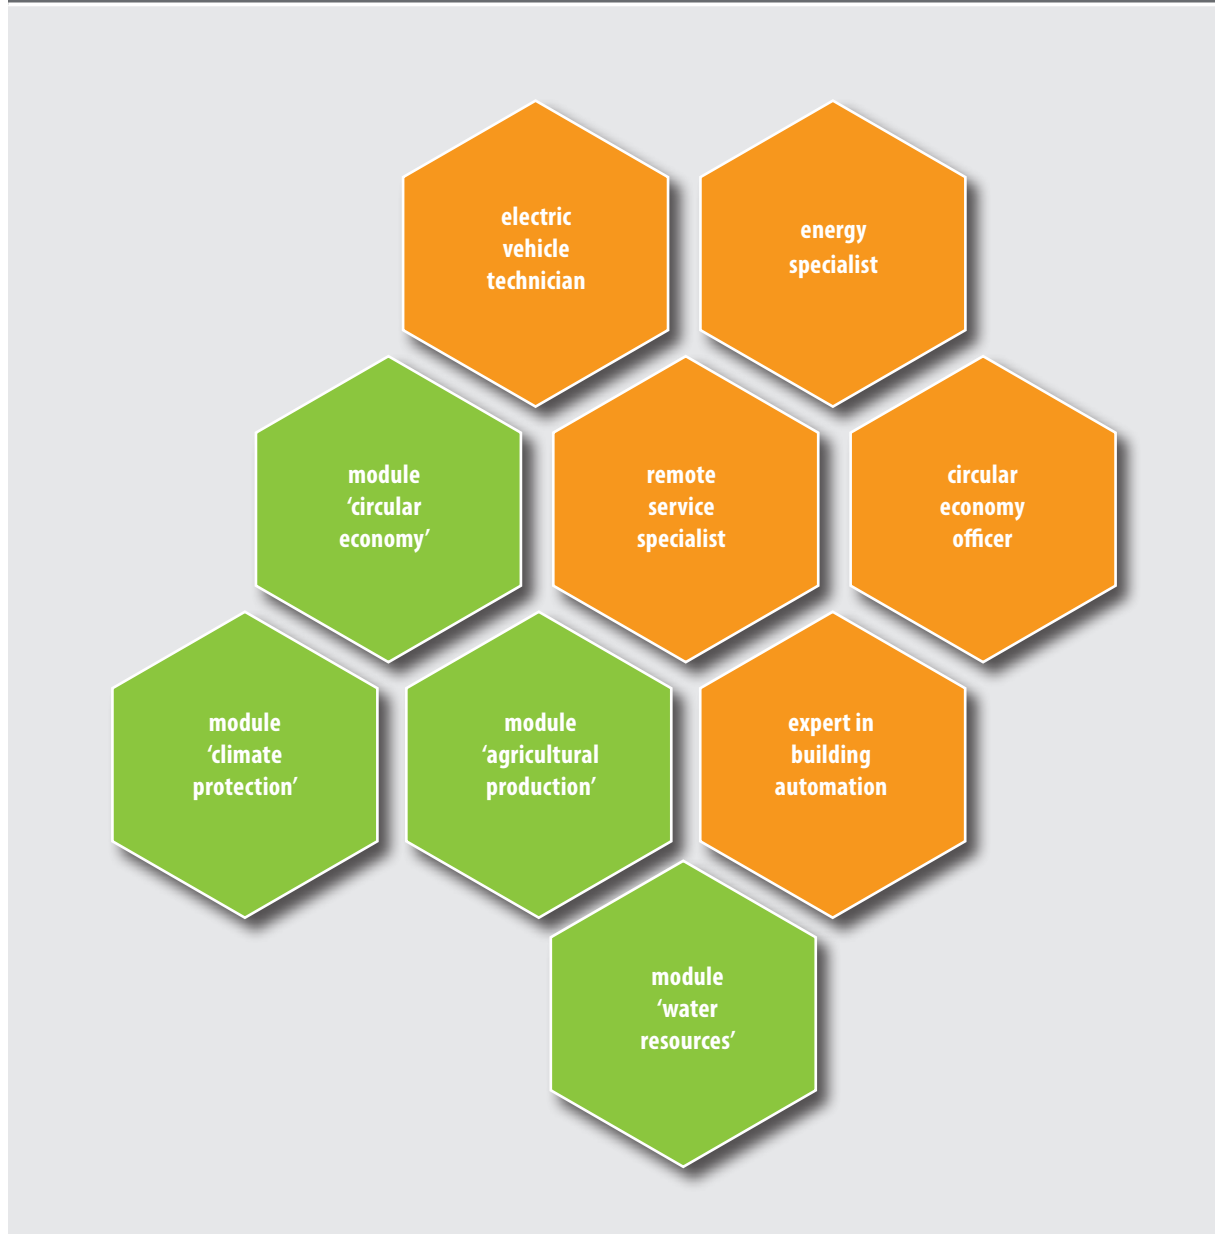 electric
vehicle
technician
energy
specialist
module
‘circular
economy’
remote
service
specialist
circular
economy
officer
module
‘climate
protection’
module
‘agricultural
production’
expert in
building
automation
module
‘water
resources’